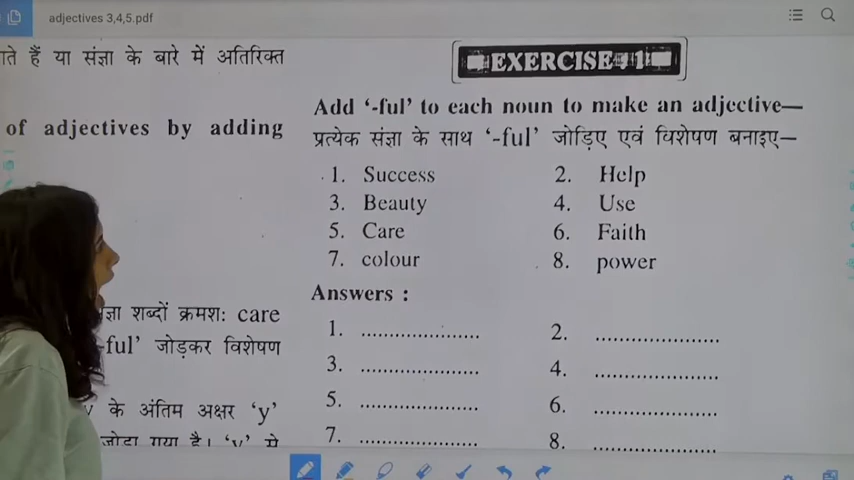 adjectives 3,4,5.pdf
ते हैं या संज्ञा के बारे में अतिरिक्त
of adjectives by adding
शब्दों क्रमशः care
-ful' जोड़कर विशेषण
के अंतिम अक्षर 'y'
जोड़ा गया है। 'y' में
EXERCISE-1
Add '-ful' to each noun to make an adjective—
प्रत्येक संज्ञा के साथ '-ful' जोड़िए एवं विशेषण बनाइए—
1. Success 2. Help
3. Beauty 4. Use
5. Care 6. Faith
7. colour 8. power
Answers :
1. .......................... 2. ..........................
3. .......................... 4. ..........................
5. .......................... 6. ..........................
7. .......................... 8. ..........................